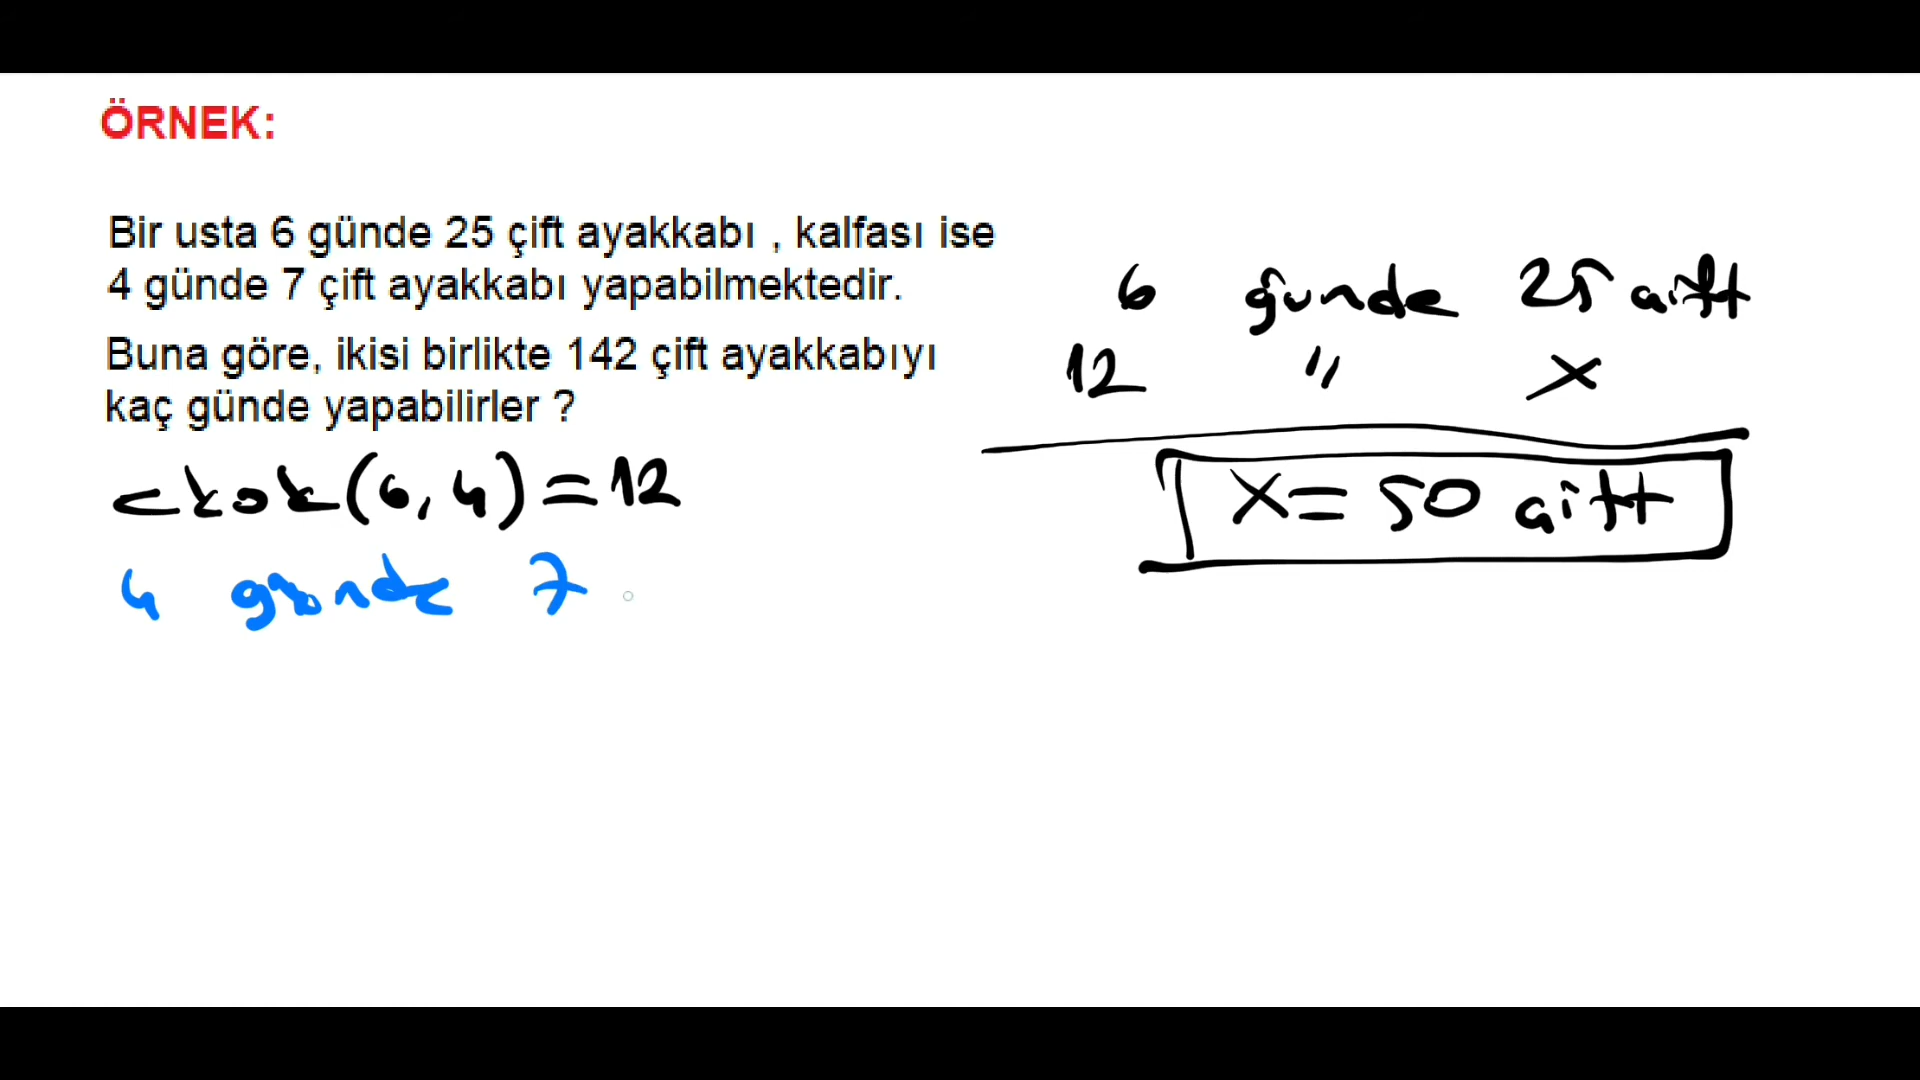 ÖRNEK:
Bir usta 6 günde 25 çift ayakkabı , kalfası ise
4 günde 7 çift ayakkabı yapabilmektedir.
Buna göre, ikisi birlikte 142 çift ayakkabıyı
kaç günde yapabilirler ?
ekok(6,4)=12
4 günde 7
6 günde 25 çift
12 " x
x= 50 çift